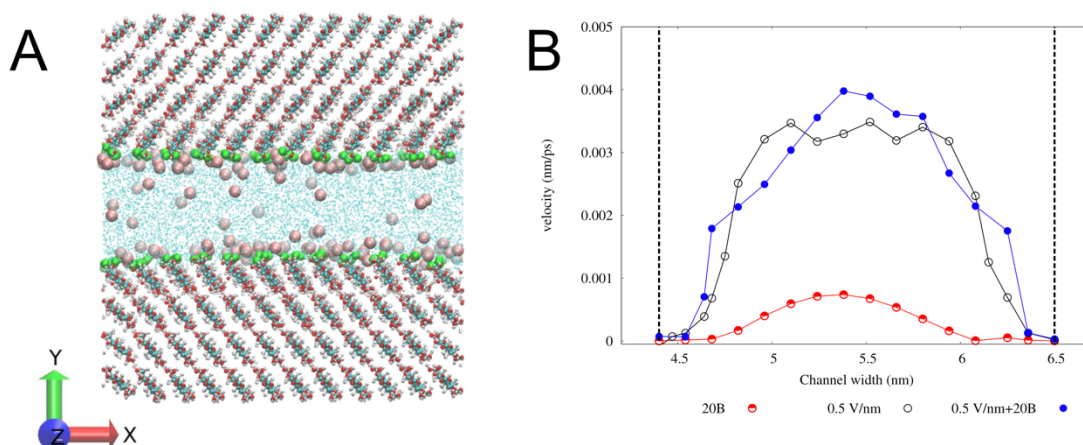 A
Y
Z
X
B
0.005
0.004
0.003
0.002
0.001
0
velocity (nm/ps)
4.5
5
5.5
6
6.5
Channel width (nm)
20B
0.5 V/nm
0.5 V/nm+20B